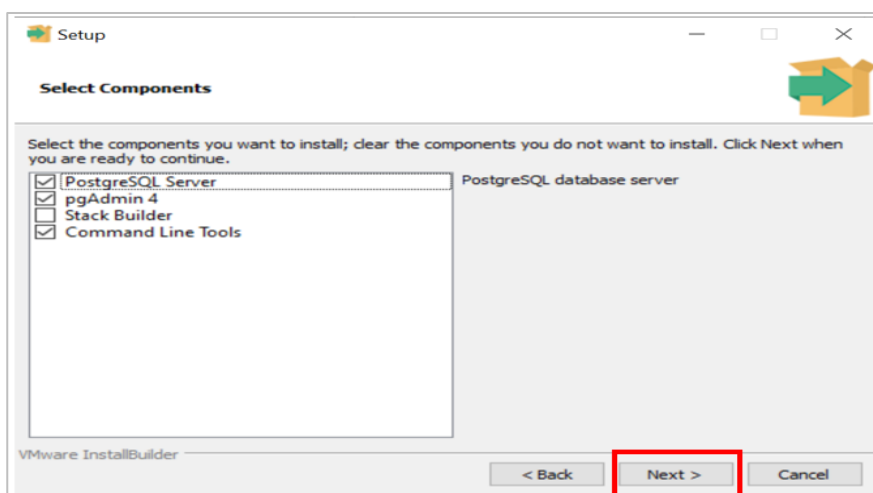 Setup
Select Components
Select the components you want to install; clear the components you do not want to install. Click Next when
you are ready to continue.
PostgreSQL Server
PostgreSQL database server
pgAdmin 4
Stack Builder
Command Line Tools
VMware InstallBuilder
< Back
Next >
Cancel